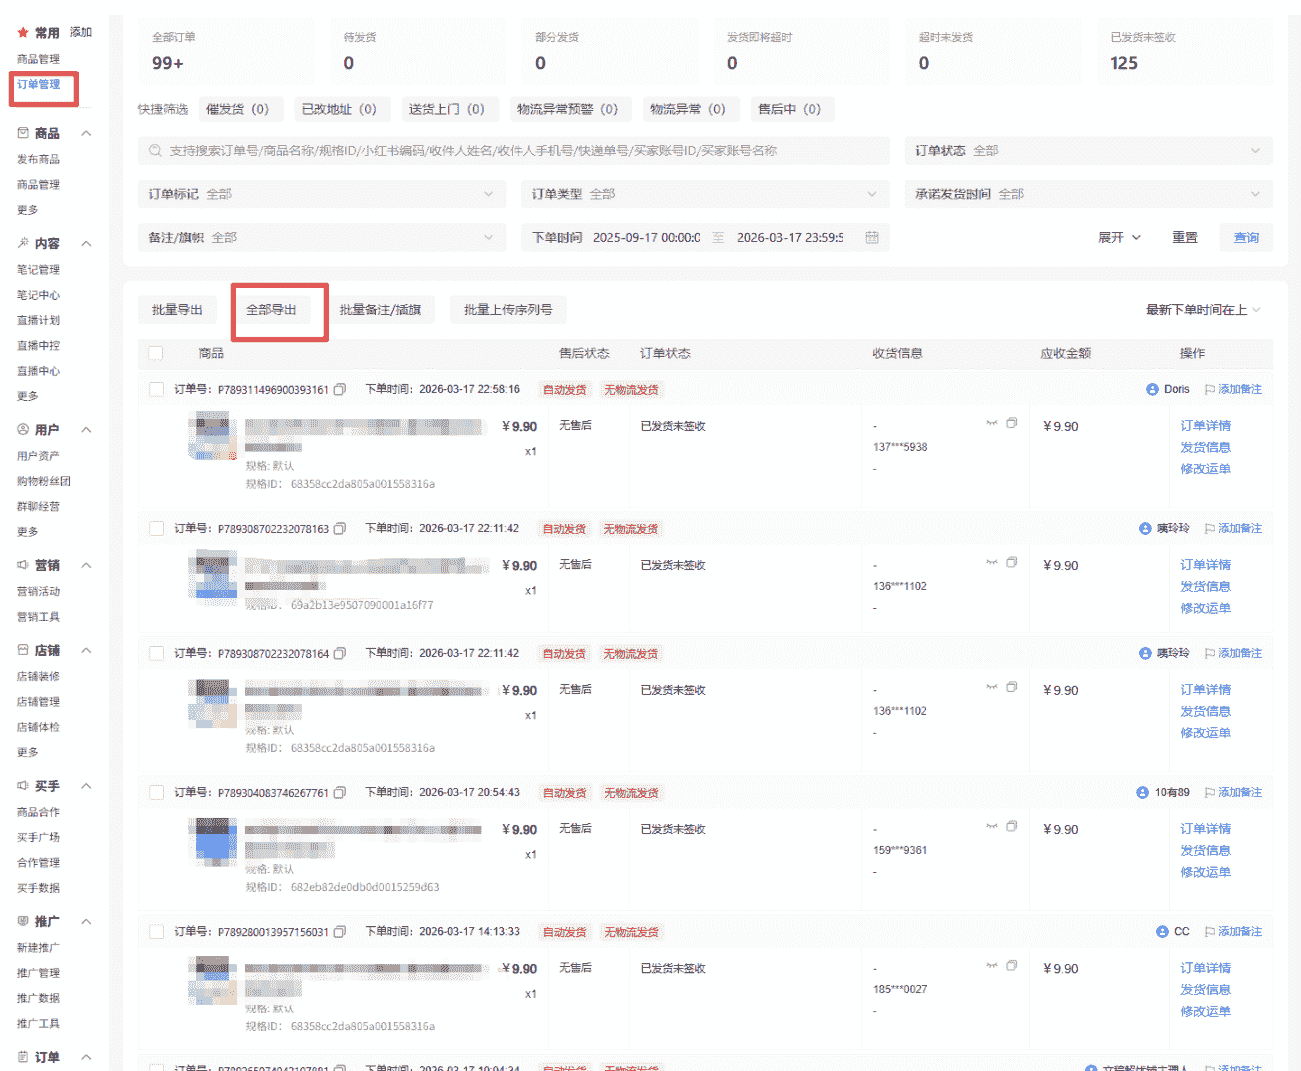 常用 添加
商品管理
订单管理
商品
发布商品
商品管理
更多
内容
笔记管理
笔记中心
直播计划
直播中控
直播中心
更多
用户
用户资产
购物粉丝团
群聊经营
更多
营销
营销活动
营销工具
店铺
店铺装修
店铺管理
店铺体检
更多
买手
商品合作
买手广场
合作管理
买手数据
推广
新建推广
推广管理
推广数据
推广工具
订单
全部订单 待发货 部分发货 发货即将超时 超时未发货 已发货未签收
99+ 0 0 0 0 125
快捷筛选 催发货（0） 已改地址（0） 送货上门（0） 物流异常预警（0） 物流异常（0） 售后中（0）
支持搜索订单号/商品名称/规格ID/小红书编码/收件人姓名/收件人手机号/快递单号/买家账号ID/买家账号名称 订单状态 全部
订单标记 全部 订单类型 全部 承诺发货时间 全部
备注/旗帜 全部 下单时间 2025-09-17 00:00:0 至 2026-03-17 23:59:5 展开 重置 查询
批量导出 全部导出 批量备注/插旗 批量上传序列号 最新下单时间在上
商品 售后状态 订单状态 收货信息 应收金额 操作
订单号: P789311496900393161 下单时间: 2026-03-17 22:58:16 自动发货 无物流发货 Doris 添加备注
¥9.90 无售后 已发货未签收 - ¥9.90 订单详情
x1 137***5938 发货信息
规格: 默认 - 修改运单
规格ID: 68358cc2da805a001558316a
订单号: P789308702232078163 下单时间: 2026-03-17 22:11:42 自动发货 无物流发货 咦玲玲 添加备注
¥9.90 无售后 已发货未签收 - ¥9.90 订单详情
x1 136***1102 发货信息
规格ID: 69a2b13e9507090001a16f77 - 修改运单
订单号: P789308702232078164 下单时间: 2026-03-17 22:11:42 自动发货 无物流发货 咦玲玲 添加备注
¥9.90 无售后 已发货未签收 - ¥9.90 订单详情
x1 136***1102 发货信息
规格: 默认 - 修改运单
规格ID: 68358cc2da805a001558316a
订单号: P789304083746267761 下单时间: 2026-03-17 20:54:43 自动发货 无物流发货 10有89 添加备注
¥9.90 无售后 已发货未签收 - ¥9.90 订单详情
x1 159***9361 发货信息
规格: 默认 - 修改运单
规格ID: 682eb82de0db0d0015259d63
订单号: P789280013957156031 下单时间: 2026-03-17 14:13:33 自动发货 无物流发货 CC 添加备注
¥9.90 无售后 已发货未签收 - ¥9.90 订单详情
x1 185***0027 发货信息
规格: 默认 - 修改运单
规格ID: 68358cc2da805a001558316a